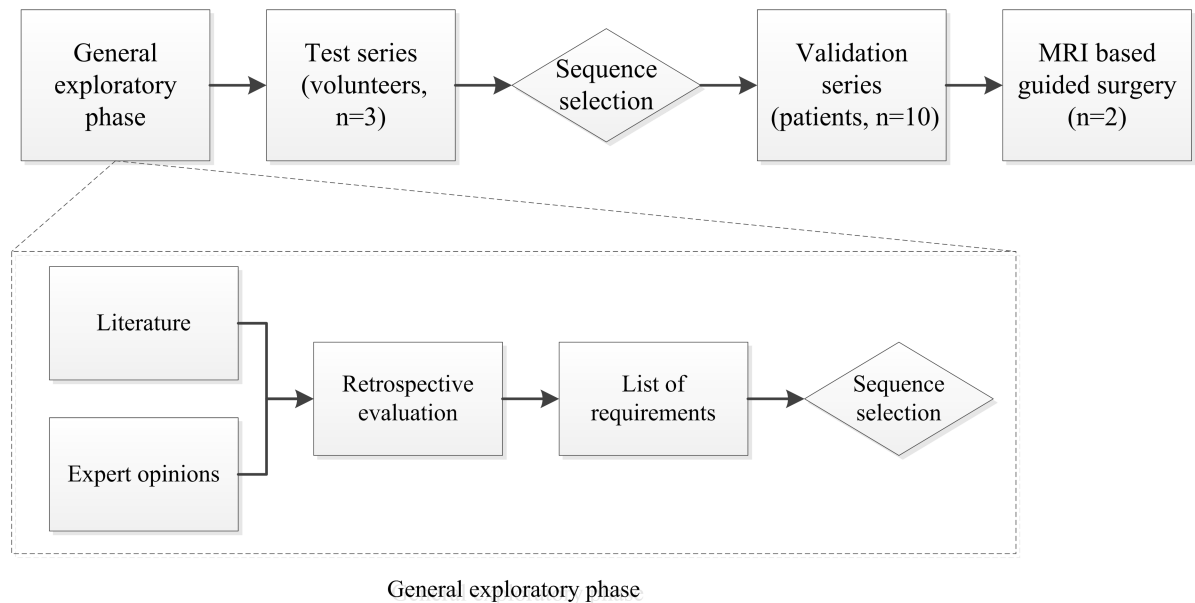 General
exploratory
phase
Test series
(volunteers,
n=3)
Sequence
selection
Validation
series
(patients, n=10)
MRI based
guided surgery
(n=2)
Literature
Expert opinions
Retrospective
evaluation
List of
requirements
Sequence
selection
General exploratory phase